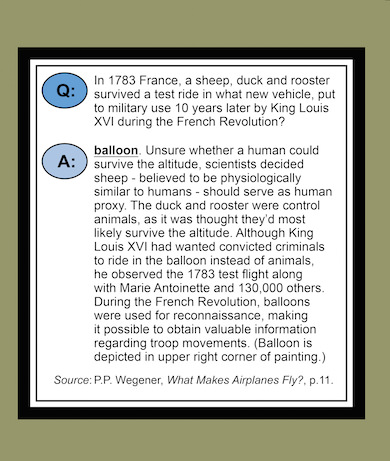 Q:
In 1783 France, a sheep, duck and rooster
survived a test ride in what new vehicle, put
to military use 10 years later by King Louis
XVI during the French Revolution?
A:
balloon. Unsure whether a human could
survive the altitude, scientists decided
sheep - believed to be physiologically
similar to humans - should serve as human
proxy. The duck and rooster were control
animals, as it was thought they'd most
likely survive the altitude. Although King
Louis XVI had wanted convicted criminals
to ride in the balloon instead of animals,
he observed the 1783 test flight along
with Marie Antoinette and 130,000 others.
During the French Revolution, balloons
were used for reconnaissance, making
it possible to obtain valuable information
regarding troop movements. (Balloon is
depicted in upper right corner of painting.)
Source: P.P. Wegener, What Makes Airplanes Fly?, p.11.